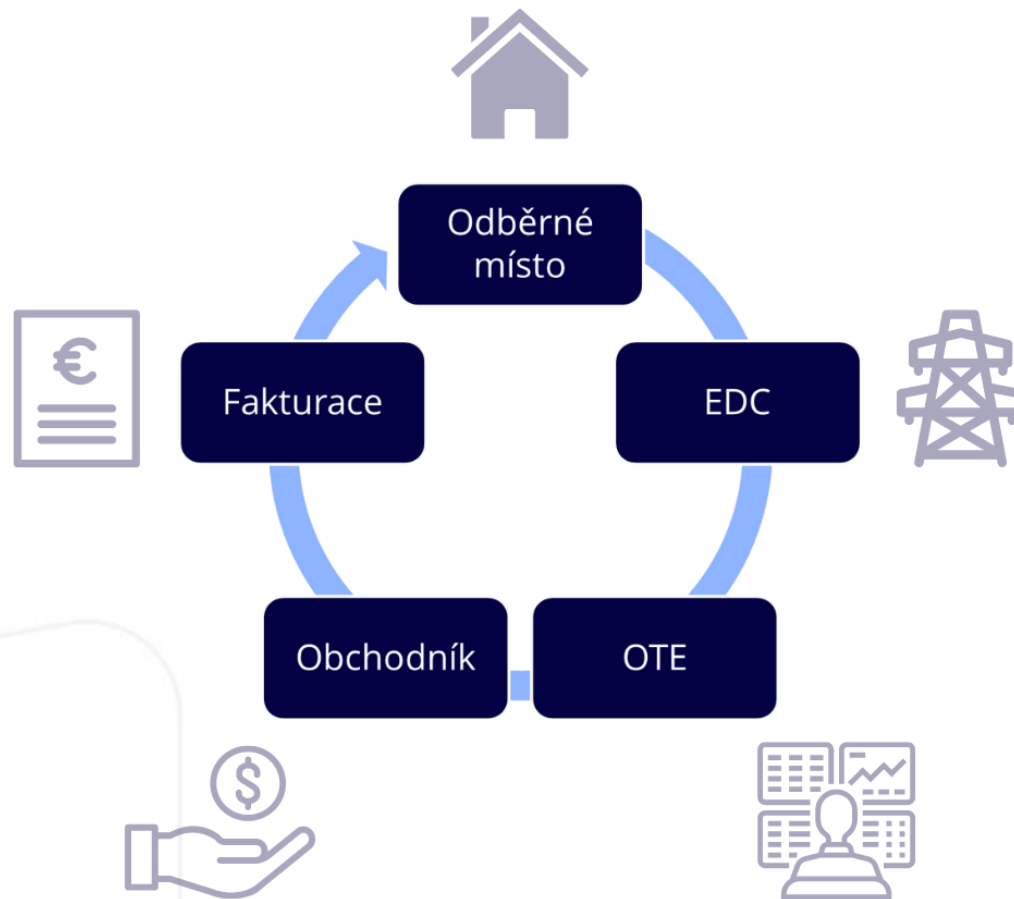 Odběrné
místo
Fakturace
€
EDC
Obchodník
OTE
$